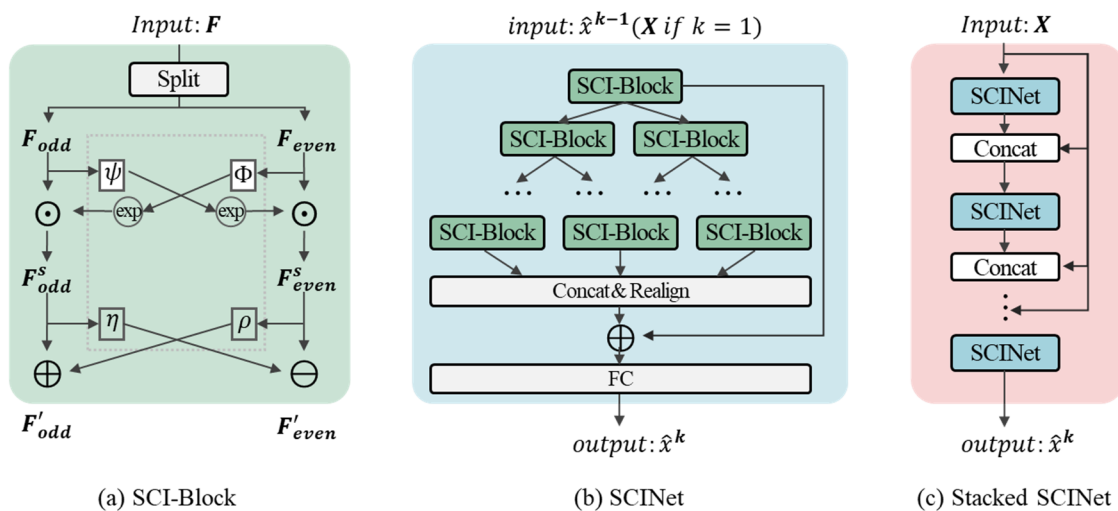 Input: F
Split
F_odd
F_even
ψ
Φ
exp
exp
F^s_odd
F^s_even
η
ρ
F'_odd
F'_even
(a) SCI-Block
input: x̂^{k-1}(X if k = 1)
SCI-Block
SCI-Block SCI-Block
... ... ... ...
SCI-Block SCI-Block SCI-Block
Concat&Realign
FC
output: x̂^k
(b) SCINet
Input: X
SCINet
Concat
SCINet
Concat
⋮
SCINet
output: x̂^k
(c) Stacked SCINet